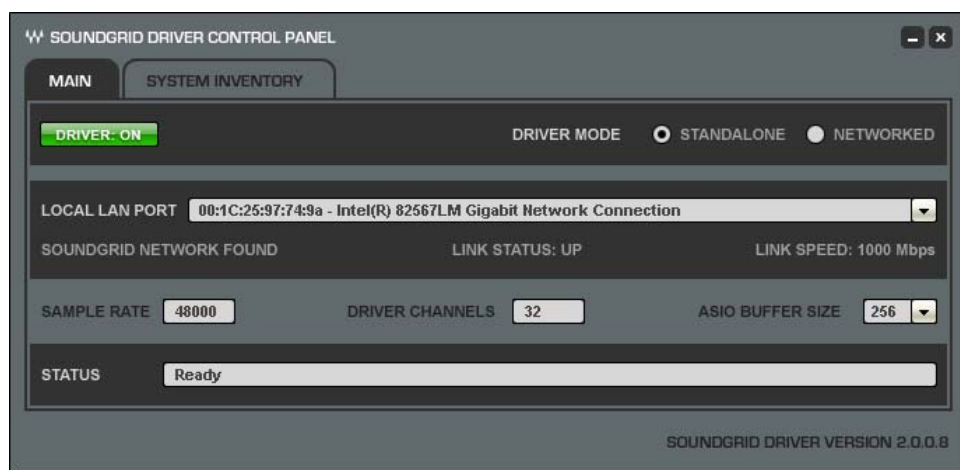 SOUNDGRID DRIVER CONTROL PANEL
MAIN SYSTEM INVENTORY
DRIVER: ON DRIVER MODE STANDALONE NETWORKED
LOCAL LAN PORT 00:1C:25:97:74:9a - Intel(R) 82567LM Gigabit Network Connection
SOUNDGRID NETWORK FOUND LINK STATUS: UP LINK SPEED: 1000 Mbps
SAMPLE RATE 48000 DRIVER CHANNELS 32 ASIO BUFFER SIZE 256
STATUS Ready
SOUNDGRID DRIVER VERSION 2.0.0.8